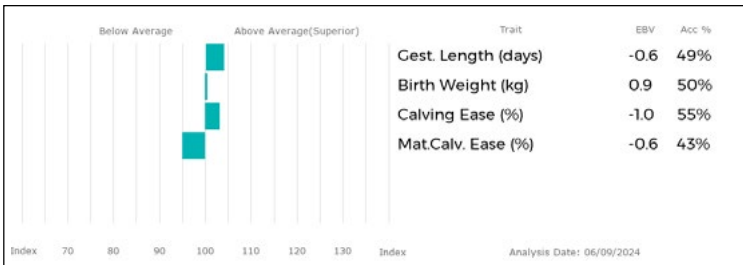 Below Average Above Average(Superior) Trait EBV Acc %
Gest. Length (days) -0.6 49%
Birth Weight (kg) 0.9 50%
Calving Ease (%) -1.0 55%
Mat.Calv. Ease (%) -0.6 43%
Index 70 80 90 100 110 120 130 Index Analysis Date: 06/09/2024